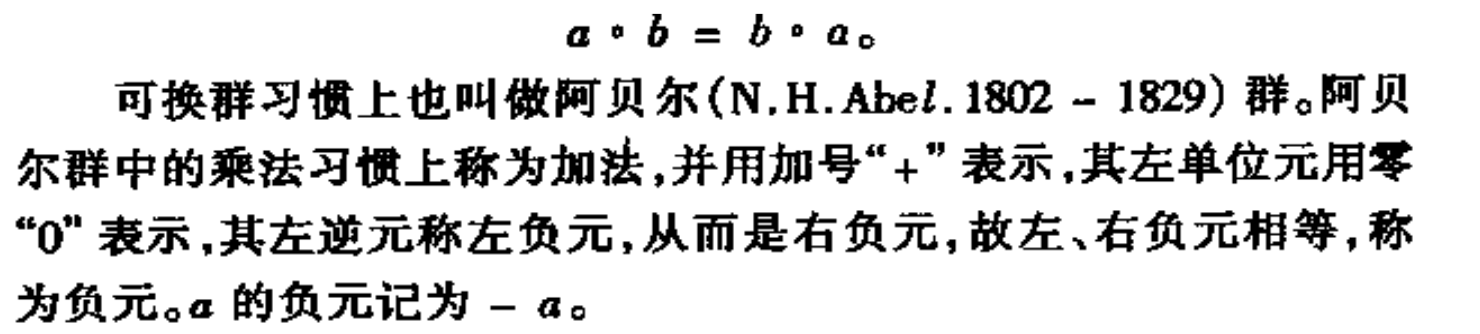 a∘b = b∘a。
可换群习惯上也叫做阿贝尔(N.H.Abel.1802 – 1829) 群。阿贝
尔群中的乘法习惯上称为加法,并用加号“+” 表示,其左单位元用零
“0” 表示,其左逆元称左负元,从而是右负元,故左、右负元相等,称
为负元。a 的负元记为 – a。